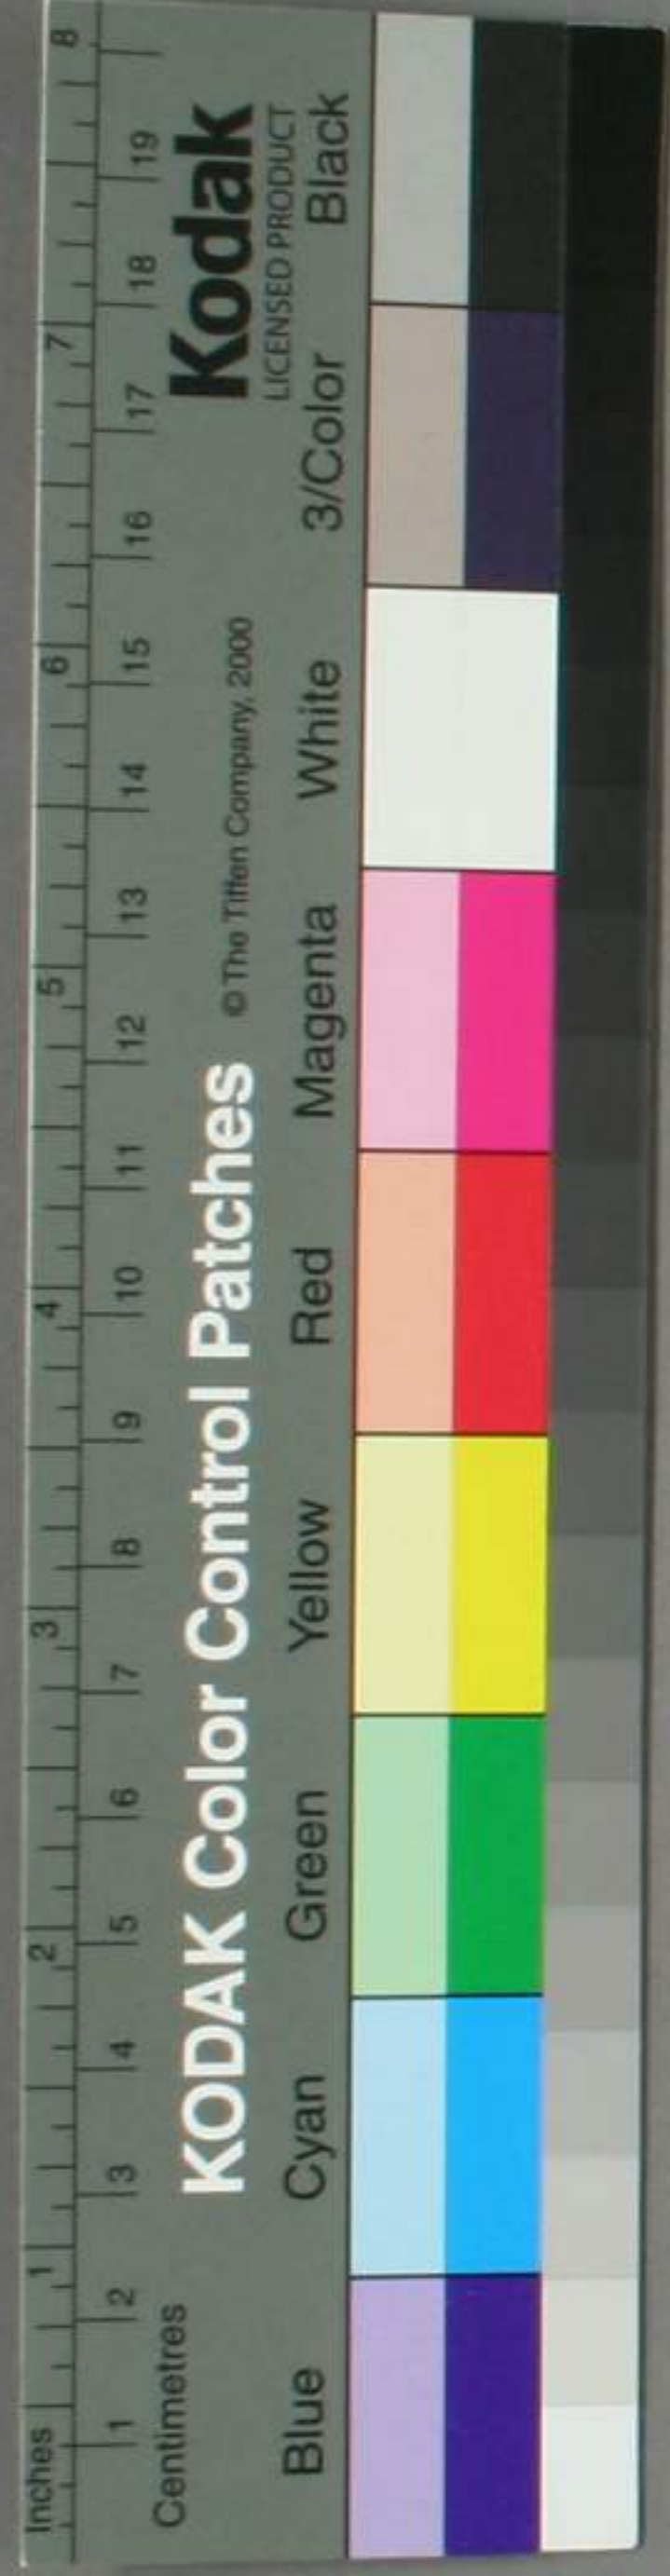 Inches 1 2 3 4 5 6 7 8
1 2 3 4 5 6 7 8 9 10 11 12 13 14 15 16 17 18 19
Centimetres
KODAK Color Control Patches © The Tiffen Company, 2000 Kodak
LICENSED PRODUCT
Blue Cyan Green Yellow Red Magenta White 3/Color Black